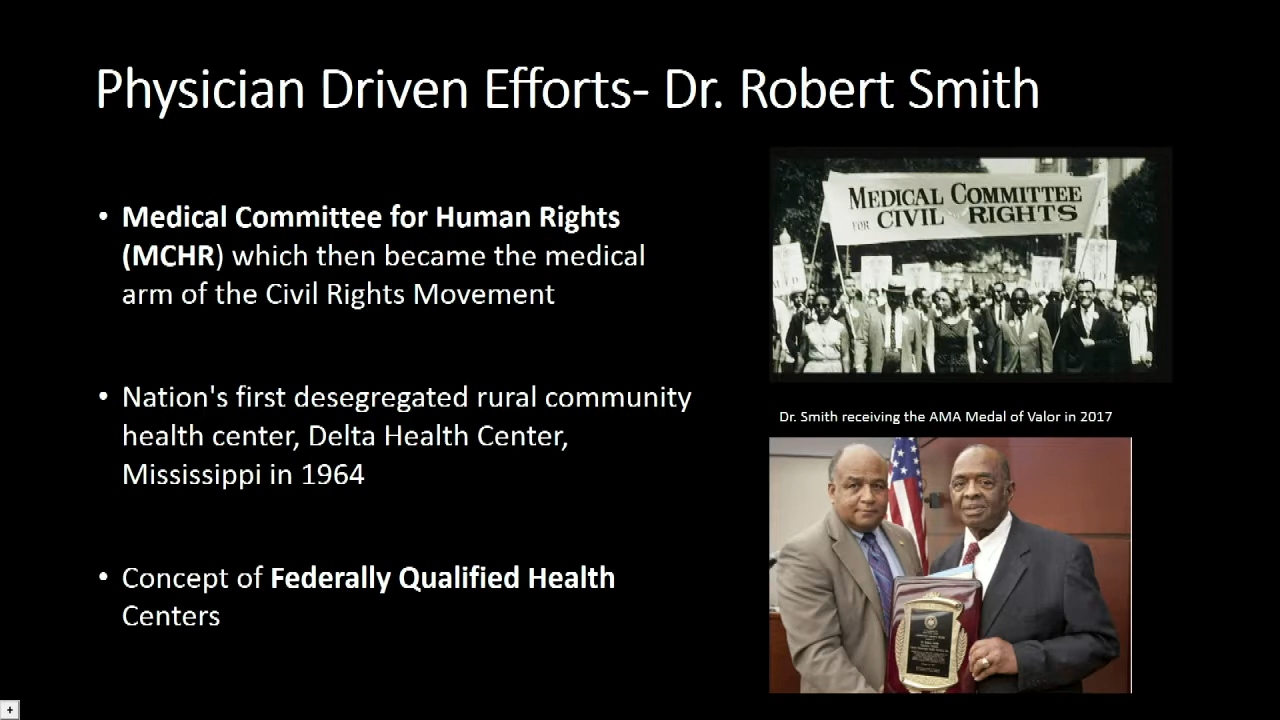 Physician Driven Efforts- Dr. Robert Smith
• Medical Committee for Human Rights
(MCHR) which then became the medical
arm of the Civil Rights Movement
• Nation's first desegregated rural community
health center, Delta Health Center,
Mississippi in 1964
• Concept of Federally Qualified Health
Centers
MEDICAL COMMITTEE
FOR CIVIL RIGHTS
Dr. Smith receiving the AMA Medal of Valor in 2017
+